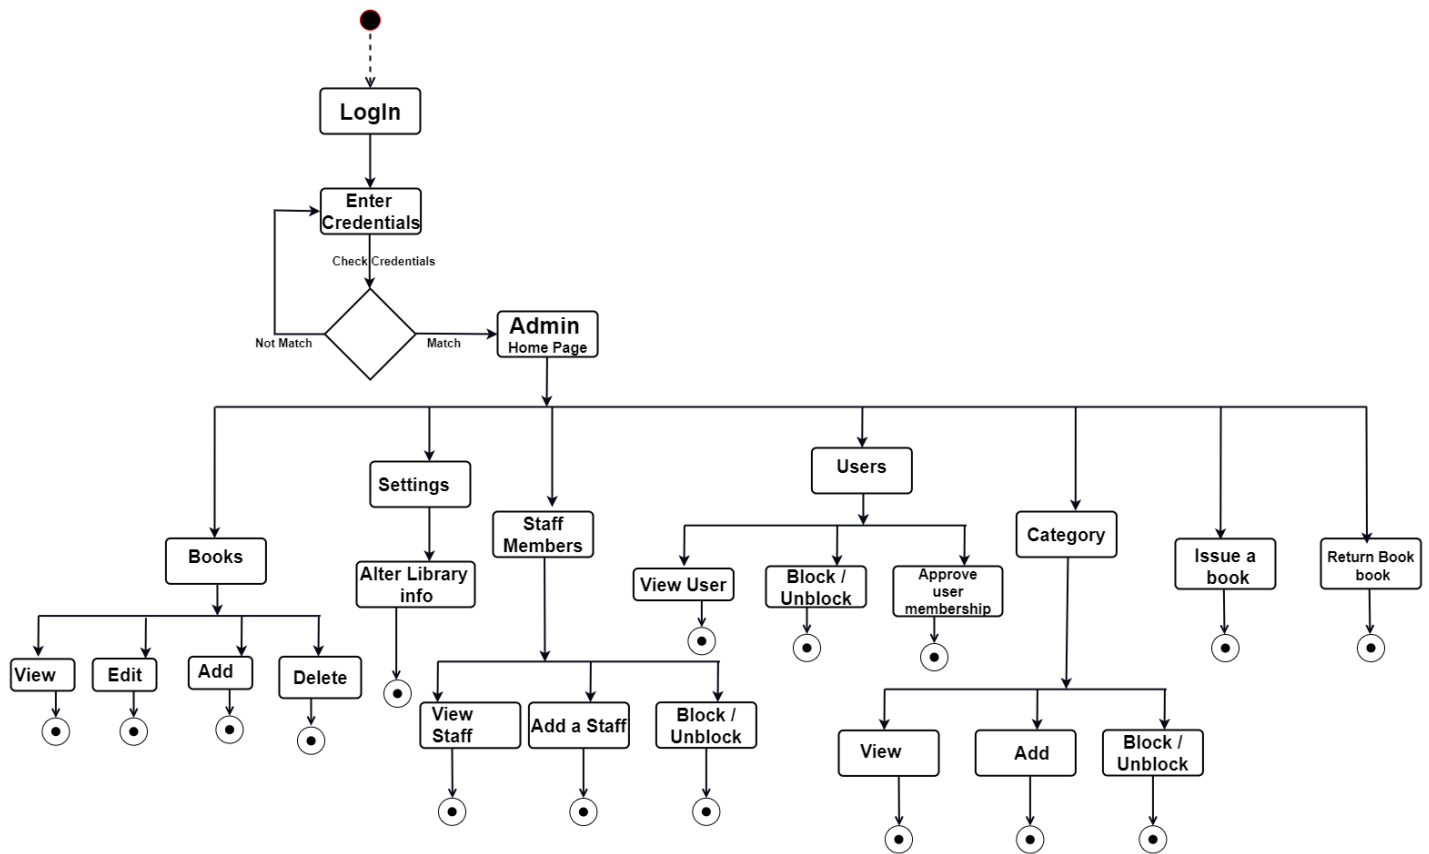 LogIn
Enter
Credentials
Check Credentials
Not Match
Match
Admin
Home Page
Books
View
Edit
Add
Delete
Settings
Alter Library
info
Staff
Members
View
Staff
Add a Staff
Block /
Unblock
Users
View User
Block /
Unblock
Approve
user
membership
Category
View
Add
Block /
Unblock
Issue a
book
Return Book
book